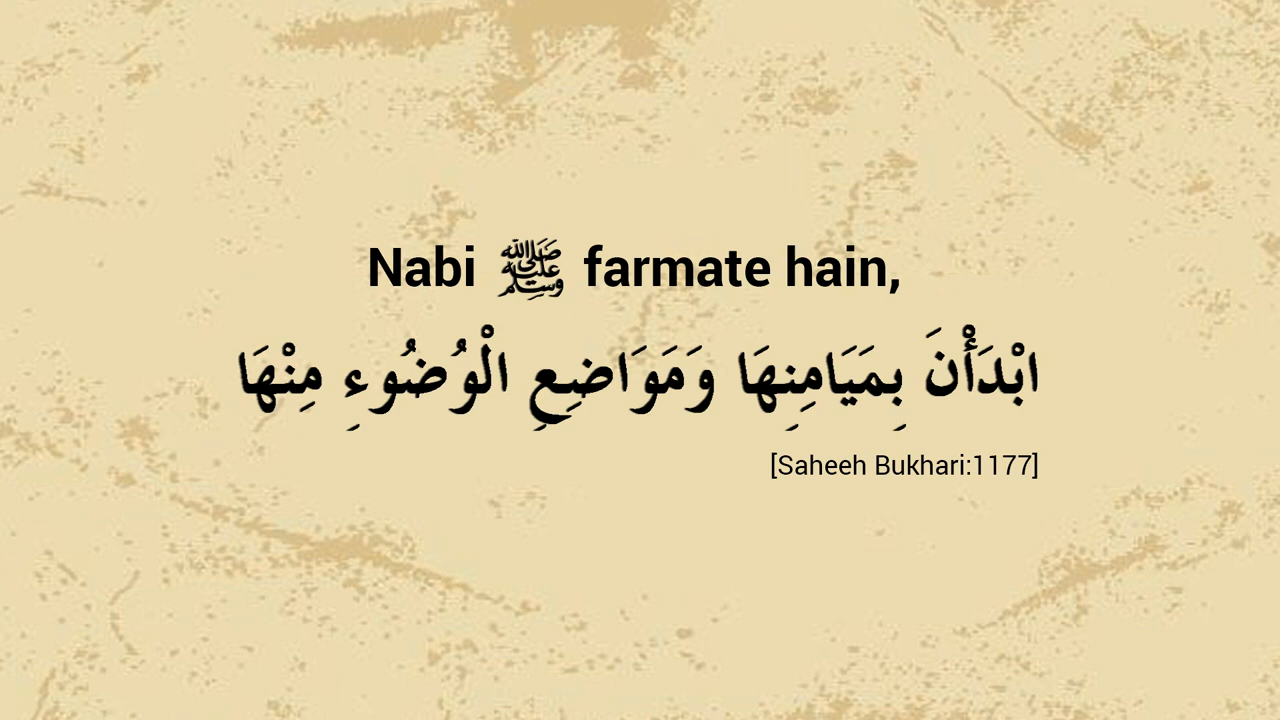 Nabi ﷺ farmate hain,
ابْدَأْنَ بِمَيَامِنِهَا وَمَوَاضِعِ الْوُضُوءِ مِنْهَا
[Saheeh Bukhari:1177]